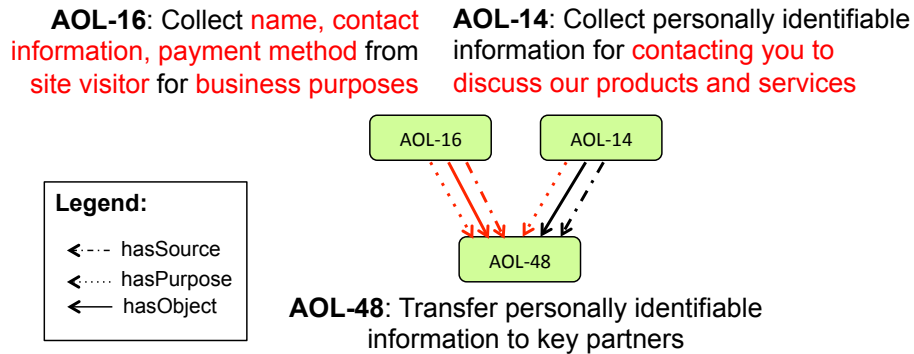 AOL-16: Collect name, contact
information, payment method from
site visitor for business purposes
AOL-14: Collect personally identifiable
information for contacting you to
discuss our products and services
AOL-16
AOL-14
Legend:
hasSource
hasPurpose
hasObject
AOL-48
AOL-48: Transfer personally identifiable
information to key partners